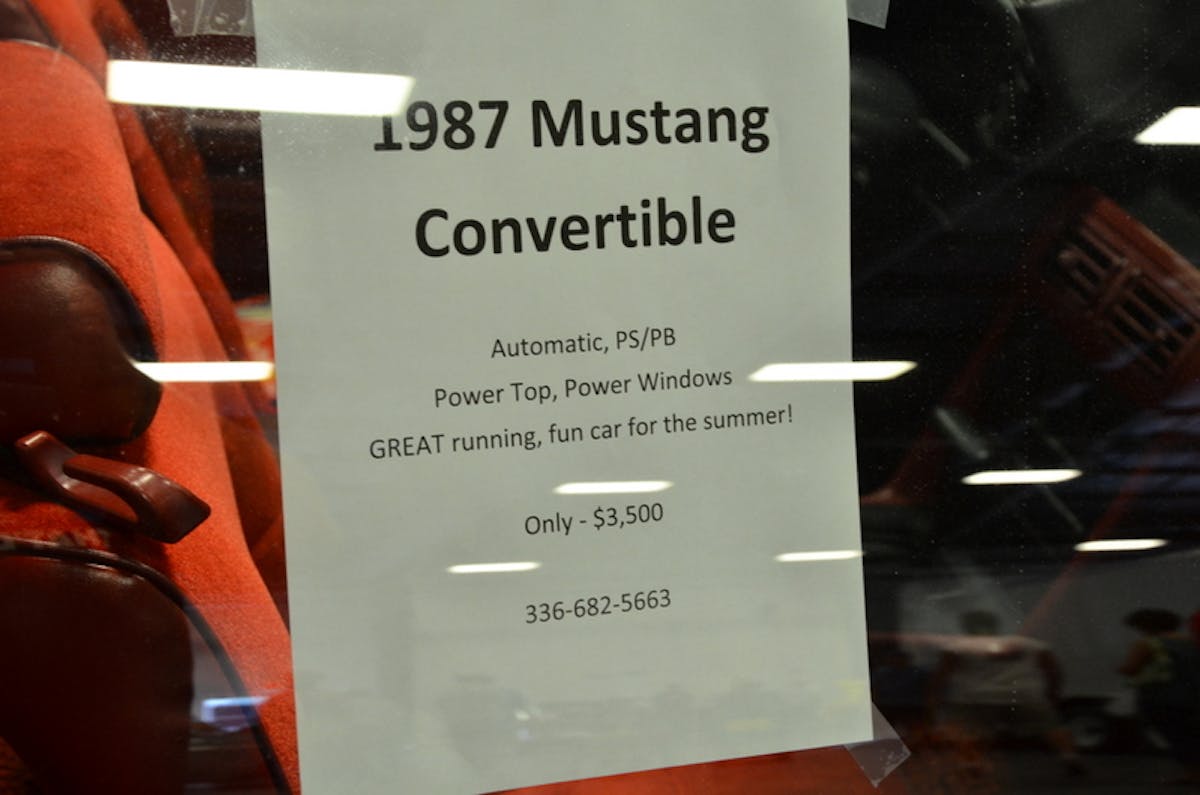 1987 Mustang
Convertible
Automatic, PS/PB
Power Top, Power Windows
GREAT running, fun car for the summer!
Only - $3,500
336-682-5663